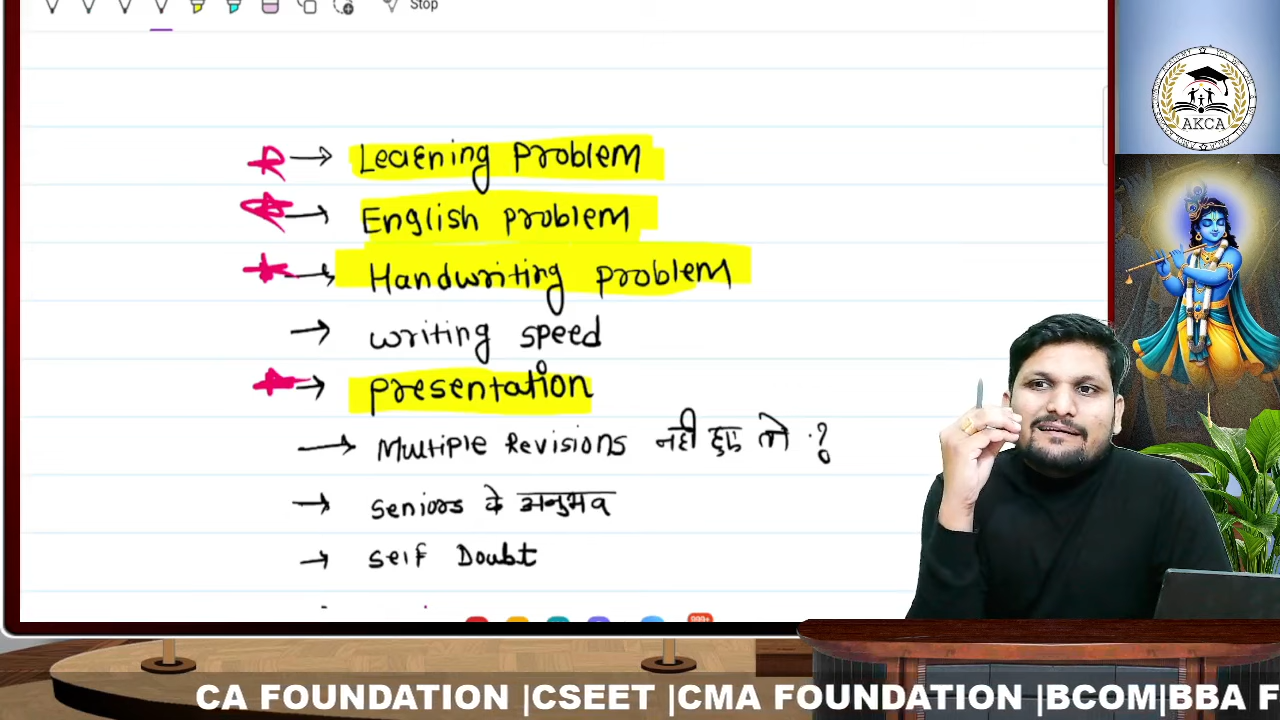 Stop
AKCA
Learning problem
English problem
Handwriting problem
writing speed
presentation
Multiple Revisions नही हुए तो ?
Seniors के अनुभव
Self Doubt
999+
CA FOUNDATION |CSEET |CMA FOUNDATION |BCOM|BBA F